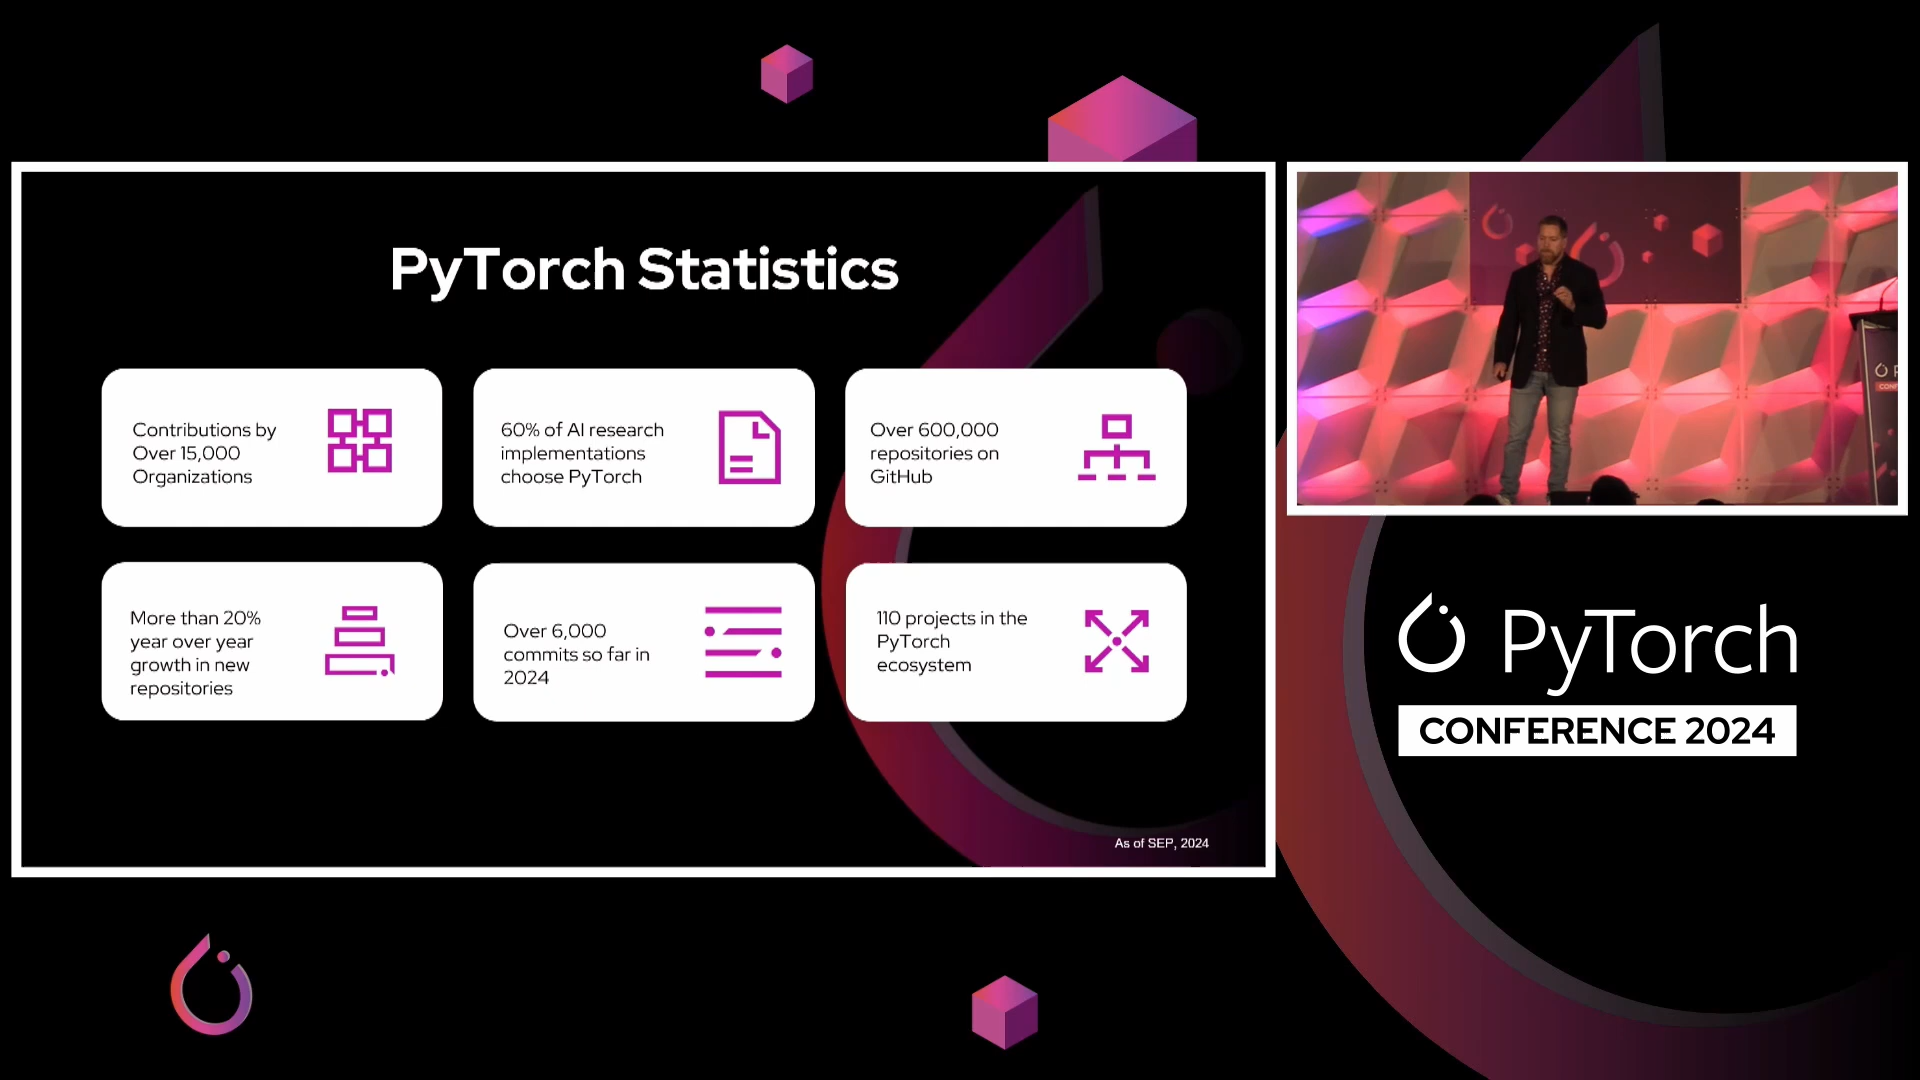 PyTorch Statistics
Contributions by
Over 15,000
Organizations
60% of AI research
implementations
choose PyTorch
Over 600,000
repositories on
GitHub
More than 20%
year over year
growth in new
repositories
Over 6,000
commits so far in
2024
110 projects in the
PyTorch
ecosystem
As of SEP, 2024
PyTorch
CONFERENCE 2024